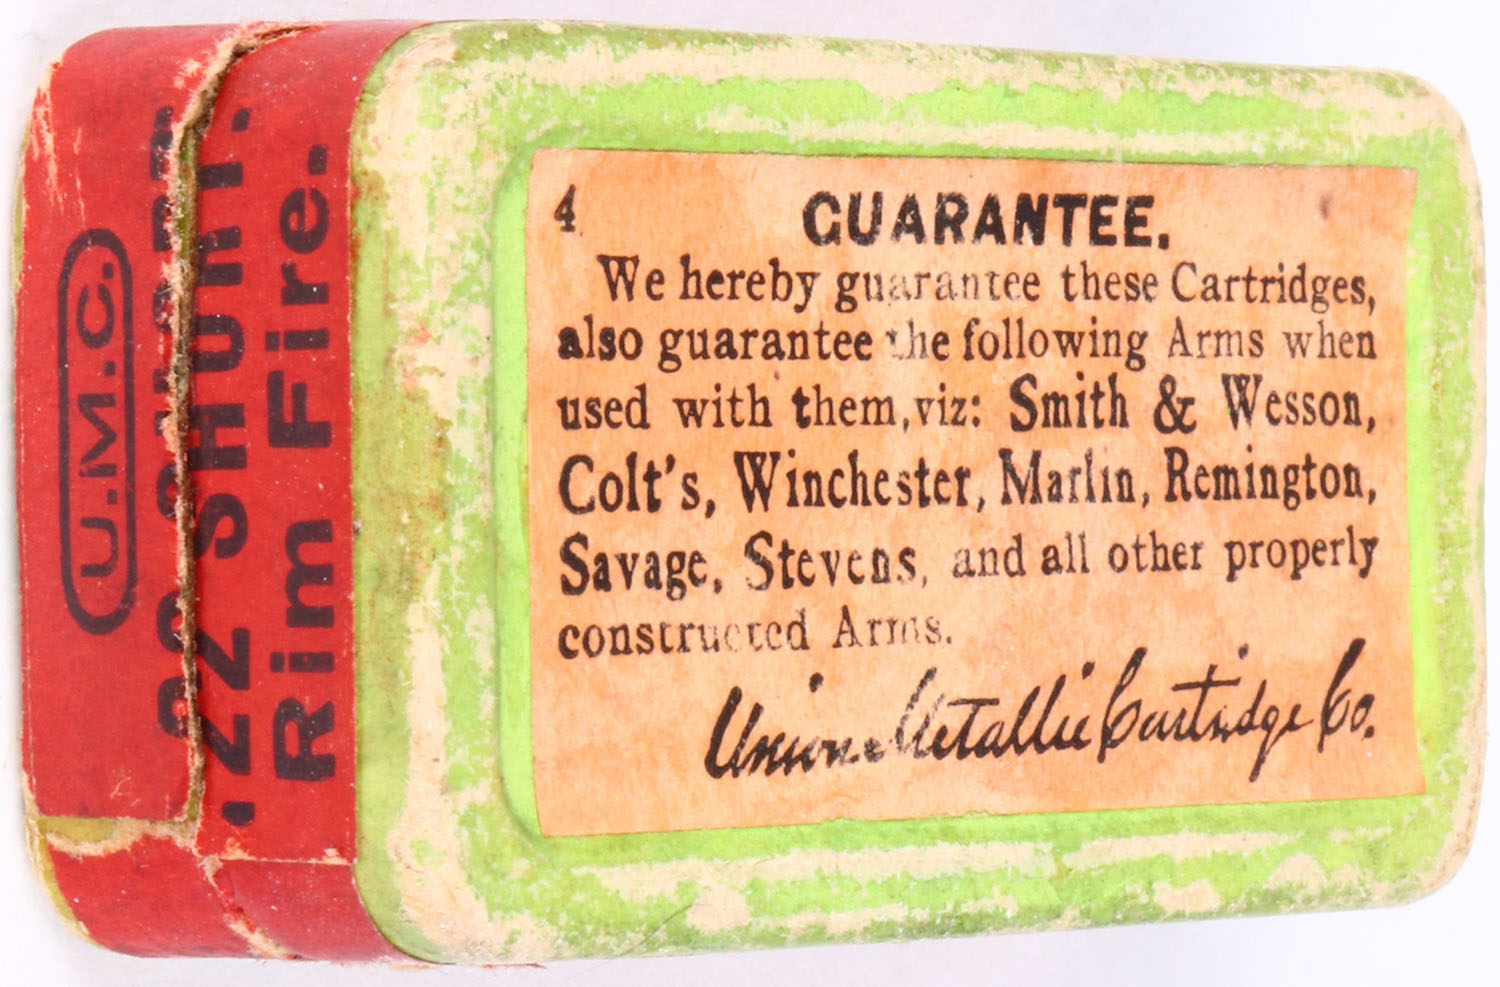 4
GUARANTEE.
We hereby guarantee these Cartridges,
also guarantee the following Arms when
used with them, viz: Smith & Wesson,
Colt's, Winchester, Marlin, Remington,
Savage, Stevens, and all other properly
constructed Arms.
Union Metallic Cartridge Co.
U.M.C.
.22 SHORT.
Rim Fire.